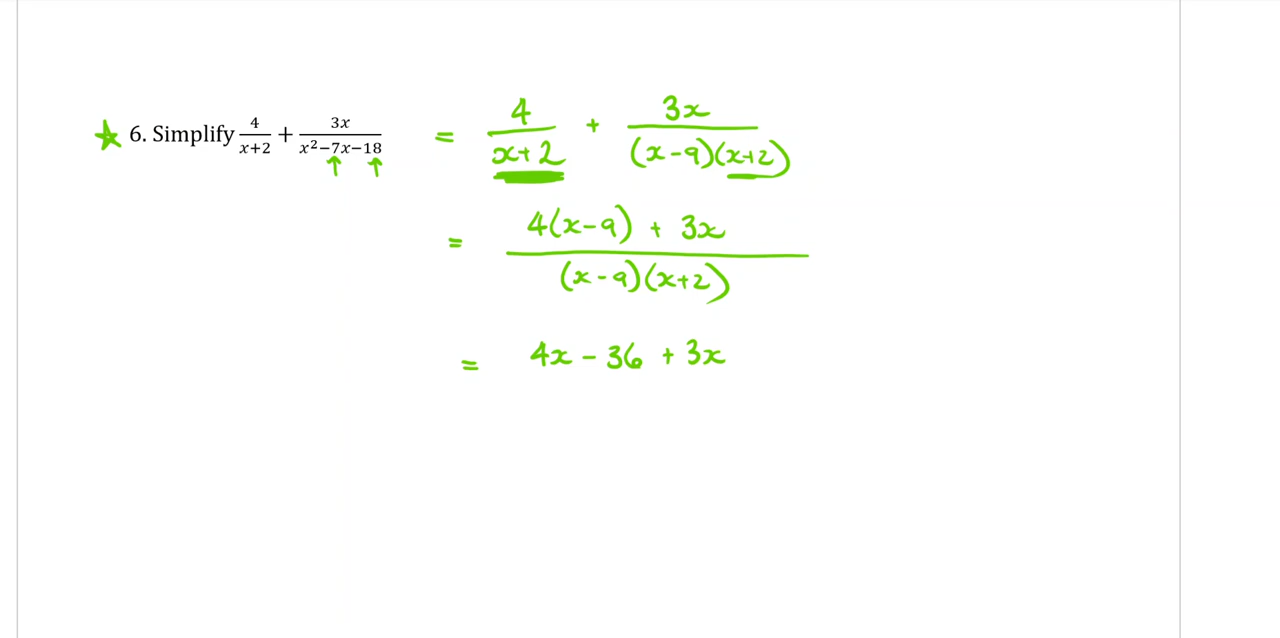 ★ 6. Simplify 4/(x+2) + 3x/(x²−7x−18) = 4/(x+2) + 3x/((x−9)(x+2))
= (4(x−9) + 3x)/((x−9)(x+2))
= 4x − 36 + 3x